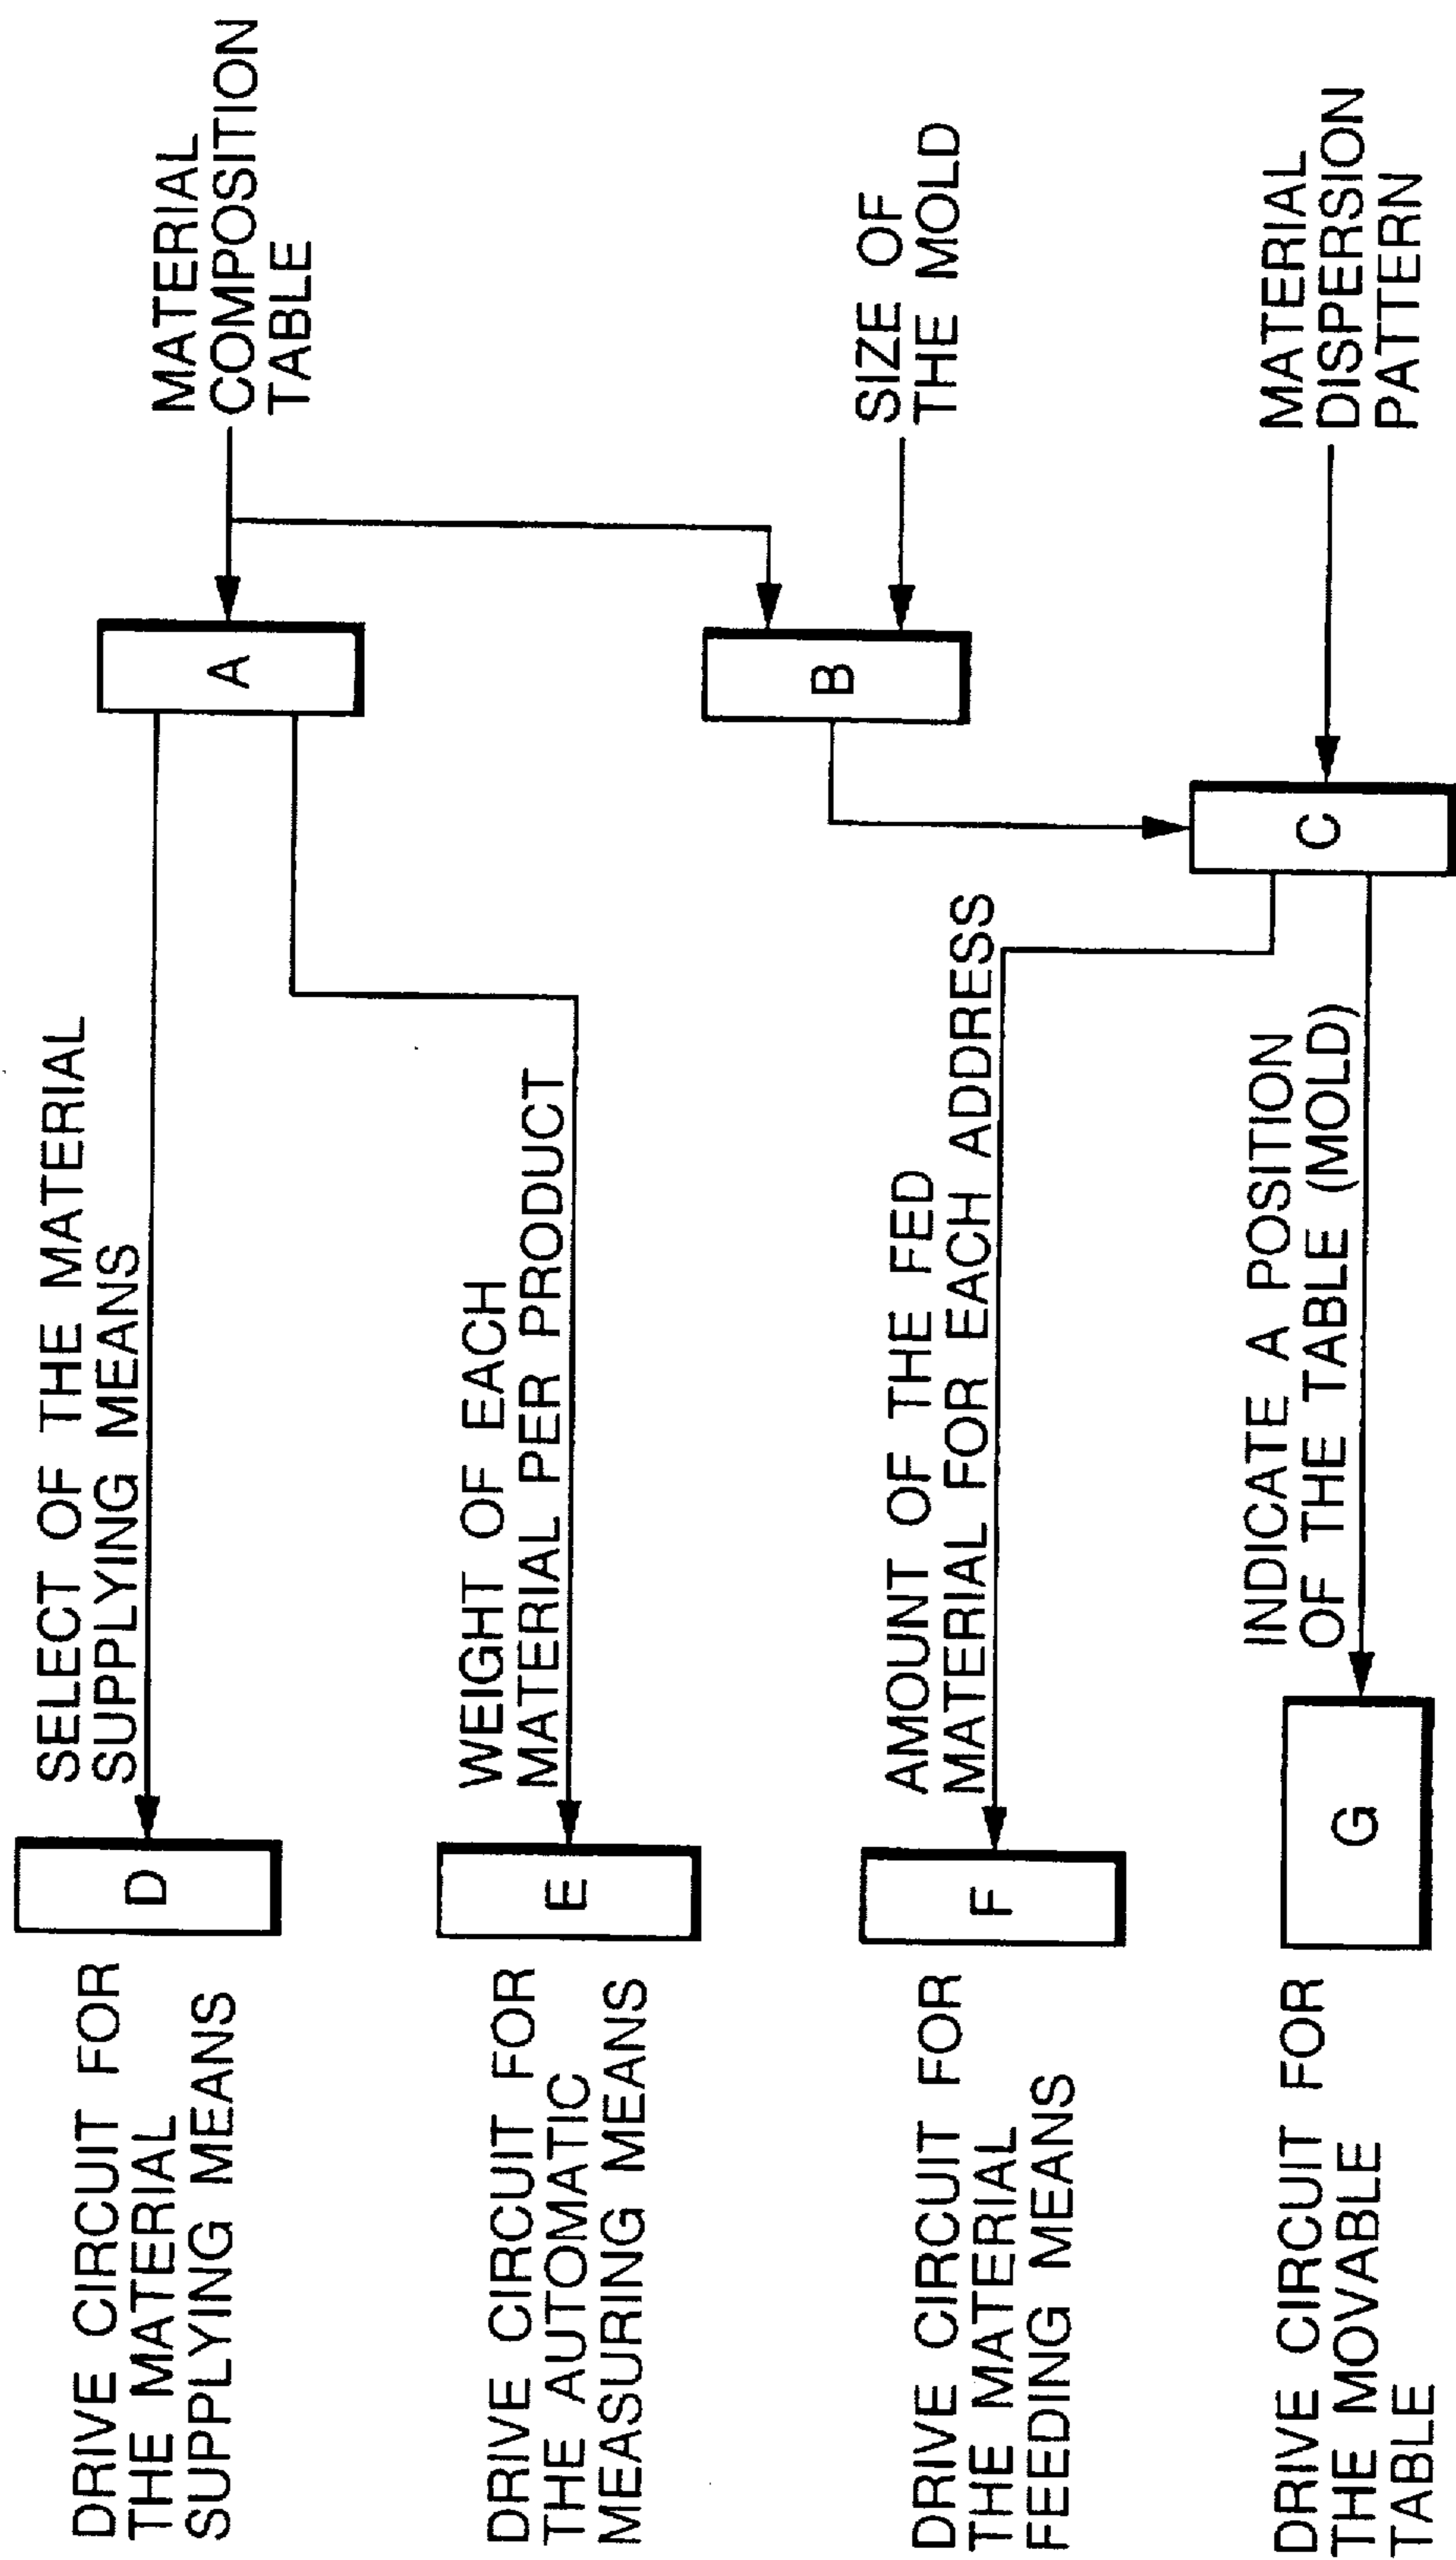 DRIVE CIRCUIT FOR
THE MATERIAL
SUPPLYING MEANS
D
SELECT OF THE MATERIAL
SUPPLYING MEANS
A
MATERIAL
COMPOSITION
TABLE
DRIVE CIRCUIT FOR
THE AUTOMATIC
MEASURING MEANS
E
WEIGHT OF EACH
MATERIAL PER PRODUCT
B
SIZE OF
THE MOLD
DRIVE CIRCUIT FOR
THE MATERIAL
FEEDING MEANS
F
AMOUNT OF THE FED
MATERIAL FOR EACH ADDRESS
C
MATERIAL
DISPERSION
PATTERN
DRIVE CIRCUIT FOR
THE MOVABLE
TABLE
G
INDICATE A POSITION
OF THE TABLE (MOLD)